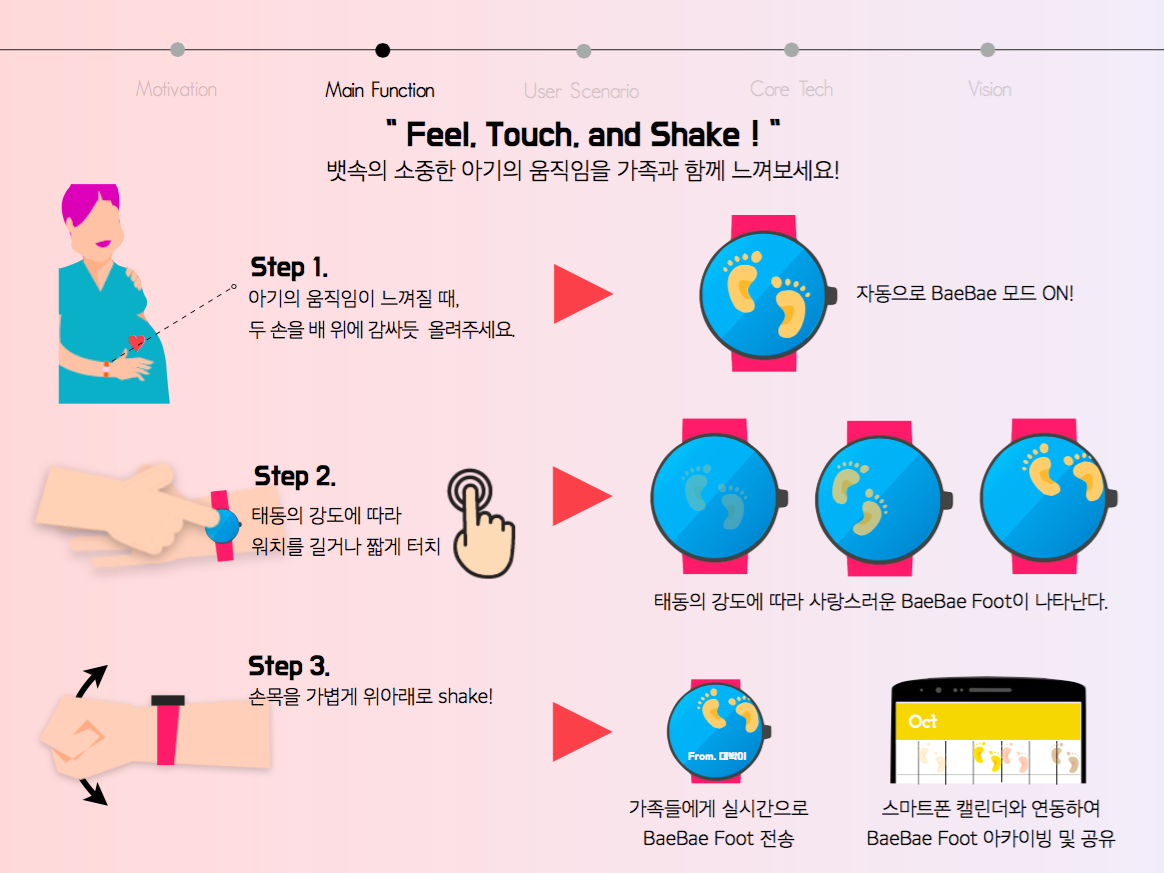 Motivation
Main Function
User Scenario
Core Tech
Vision
" Feel, Touch, and Shake ! "
뱃속의 소중한 아기의 움직임을 가족과 함께 느껴보세요!
Step 1.
아기의 움직임이 느껴질 때,
두 손을 배 위에 감싸듯 올려주세요.
자동으로 BaeBae 모드 ON!
Step 2.
태동의 강도에 따라
워치를 길거나 짧게 터치
태동의 강도에 따라 사랑스러운 BaeBae Foot이 나타난다.
Step 3.
손목을 가볍게 위아래로 shake!
From. 대박이
가족들에게 실시간으로
BaeBae Foot 전송
Oct
스마트폰 캘린더와 연동하여
BaeBae Foot 아카이빙 및 공유